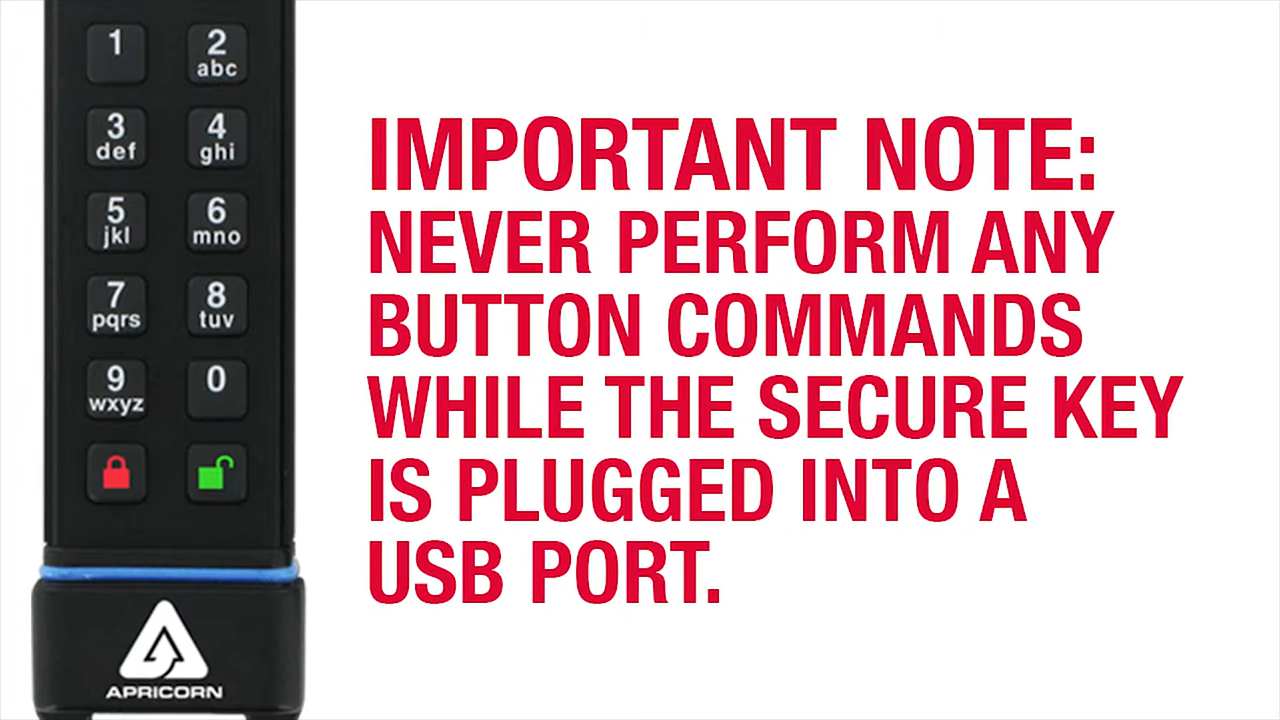 1
2
abc
3
def
4
ghi
5
jkl
6
mno
7
pqrs
8
tuv
9
wxyz
0
APRICORN
IMPORTANT NOTE:
NEVER PERFORM ANY
BUTTON COMMANDS
WHILE THE SECURE KEY
IS PLUGGED INTO A
USB PORT.